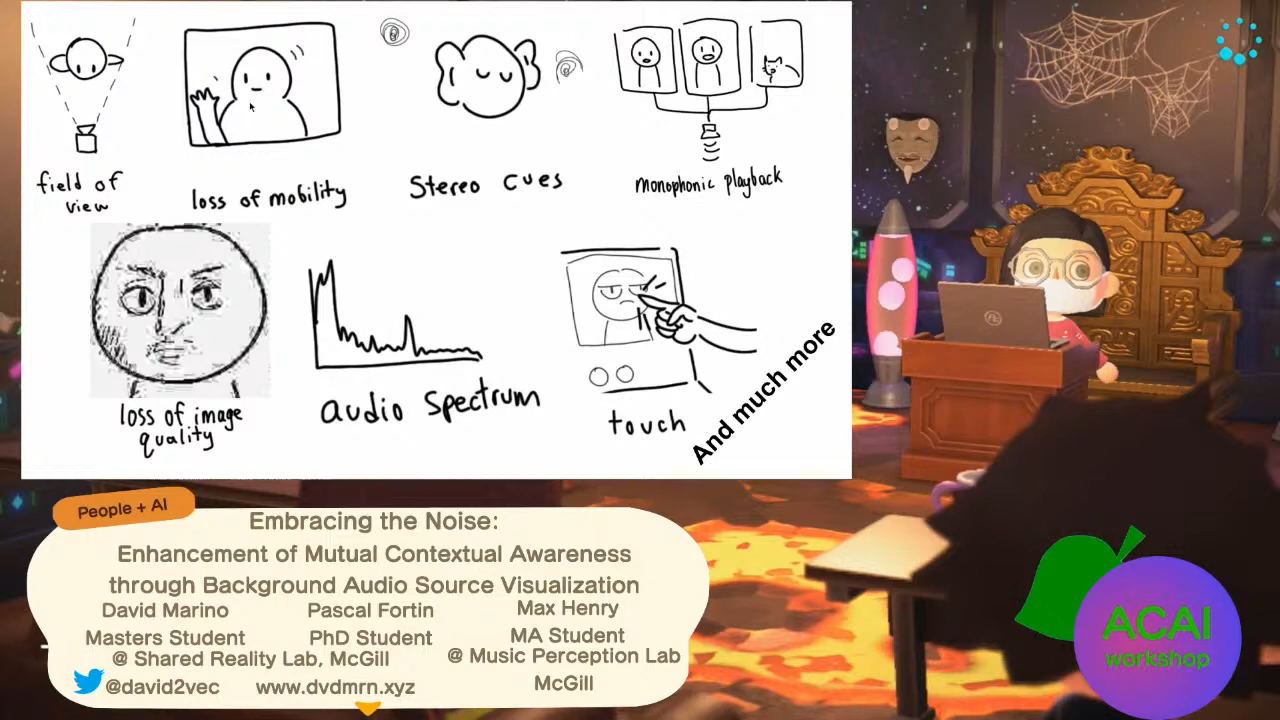 field of
view
loss of mobility
Stereo cues
monophonic playback
loss of image
quality
audio spectrum
touch
And much more
People + AI
Embracing the Noise:
Enhancement of Mutual Contextual Awareness
through Background Audio Source Visualization
David Marino
Pascal Fortin
Max Henry
Masters Student
PhD Student
MA Student
@ Shared Reality Lab, McGill
@ Music Perception Lab
@david2vec
www.dvdmrn.xyz
McGill
ACAI
workshop